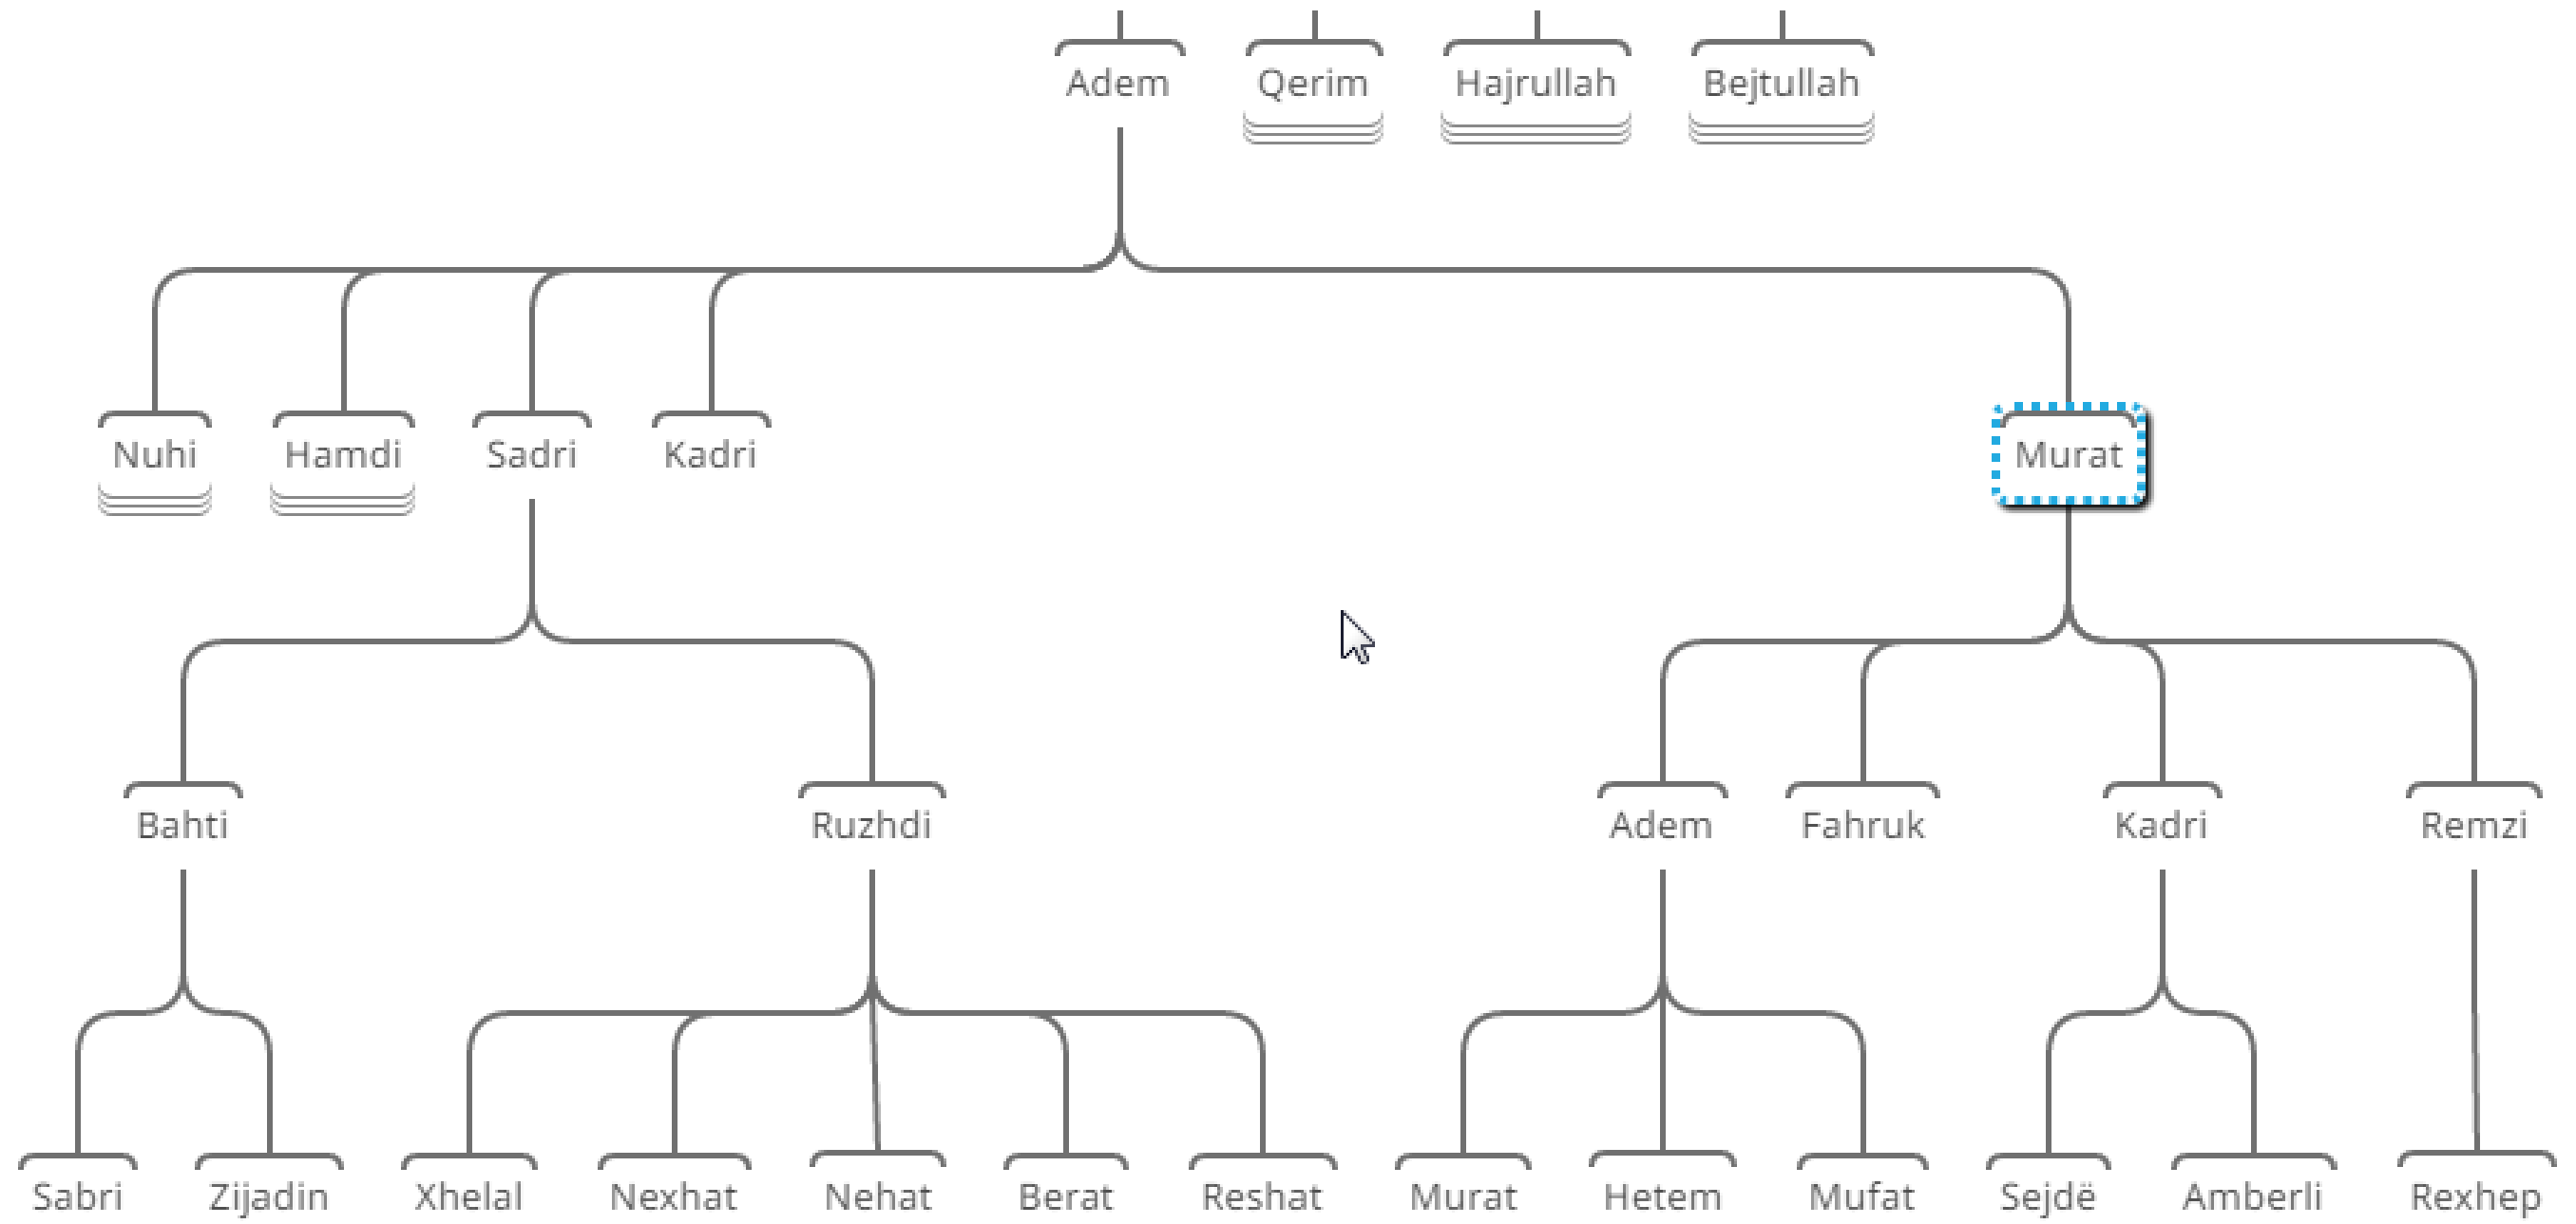 Adem Qerim Hajrullah Bejtullah
Nuhi Hamdi Sadri Kadri Murat
Bahti Ruzhdi Adem Fahruk Kadri Remzi
Sabri Zijadin Xhelal Nexhat Nehat Berat Reshat Murat Hetem Mufat Sejdë Amberli Rexhep